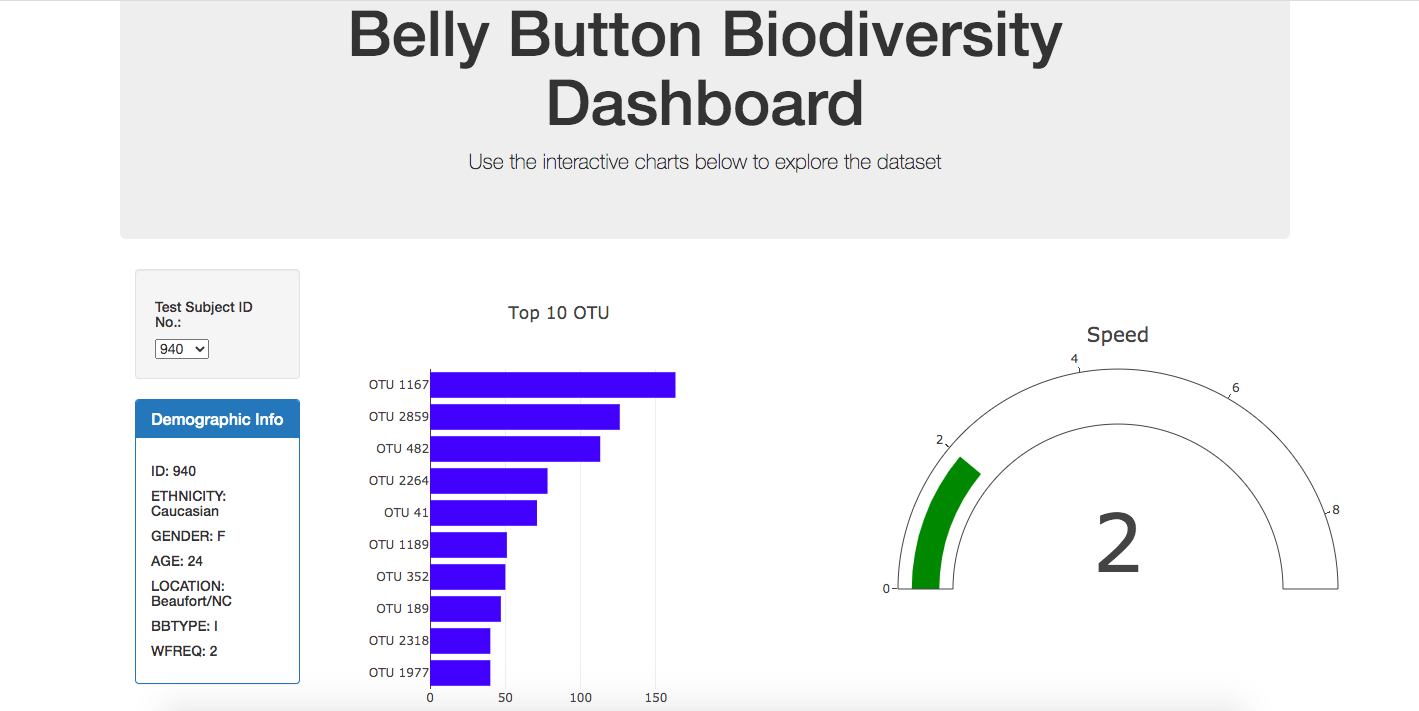 Belly Button Biodiversity
Dashboard
Use the interactive charts below to explore the dataset
Test Subject ID
No.:
940
Demographic Info
ID: 940
ETHNICITY:
Caucasian
GENDER: F
AGE: 24
LOCATION:
Beaufort/NC
BBTYPE: I
WFREQ: 2
Top 10 OTU
OTU 1167
OTU 2859
OTU 482
OTU 2264
OTU 41
OTU 1189
OTU 352
OTU 189
OTU 2318
OTU 1977
0 50 100 150
Speed
0
2
4
6
8
2